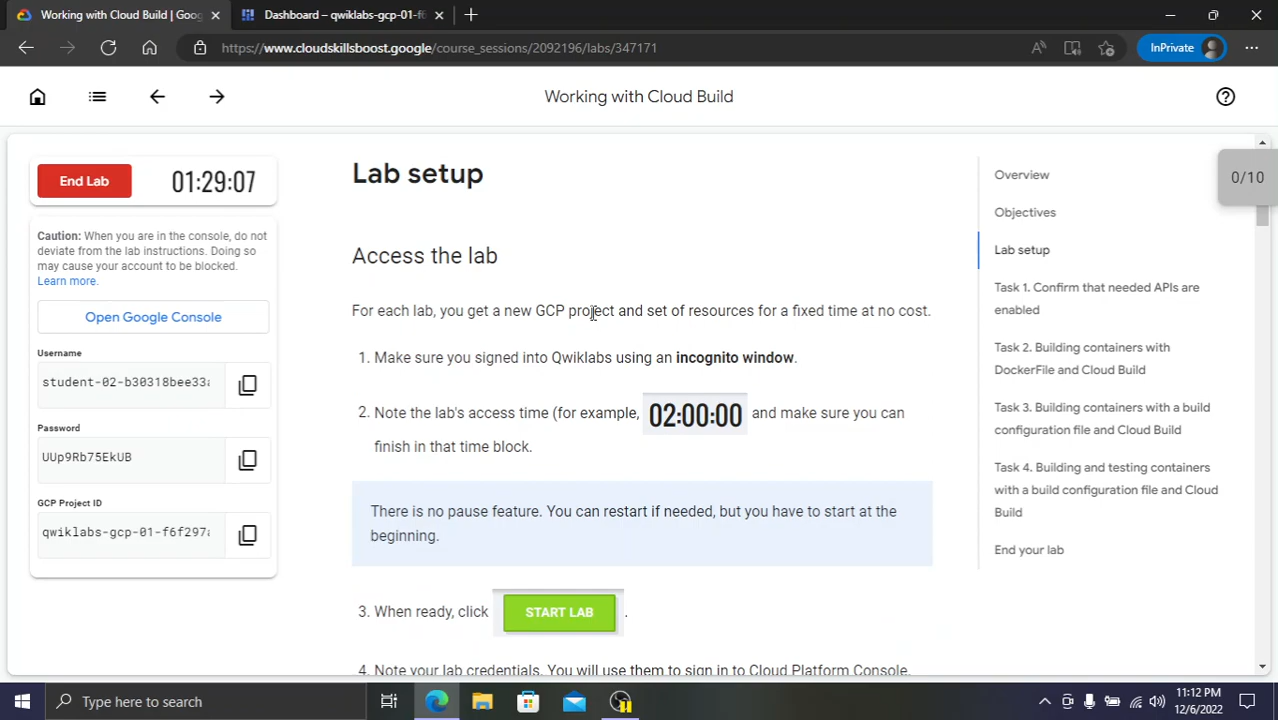 Working with Cloud Build | Goog
Dashboard – qwiklabs-gcp-01-f6
https://www.cloudskillsboost.google/course_sessions/2092196/labs/347171
InPrivate
Working with Cloud Build
End Lab
01:29:07
0/10
Caution: When you are in the console, do not
deviate from the lab instructions. Doing so
may cause your account to be blocked.
Learn more.
Open Google Console
Username
student-02-b30318bee33
Password
UUp9Rb75EkUB
GCP Project ID
qwiklabs-gcp-01-f6f297
Lab setup
Access the lab
For each lab, you get a new GCP project and set of resources for a fixed time at no cost.
1. Make sure you signed into Qwiklabs using an incognito window.
2. Note the lab's access time (for example, 02:00:00 and make sure you can
finish in that time block.
There is no pause feature. You can restart if needed, but you have to start at the
beginning.
3. When ready, click START LAB .
4. Note your lab credentials. You will use them to sign in to Cloud Platform Console.
Overview
Objectives
Lab setup
Task 1. Confirm that needed APIs are
enabled
Task 2. Building containers with
DockerFile and Cloud Build
Task 3. Building containers with a build
configuration file and Cloud Build
Task 4. Building and testing containers
with a build configuration file and Cloud
Build
End your lab
Type here to search
11:12 PM
12/6/2022